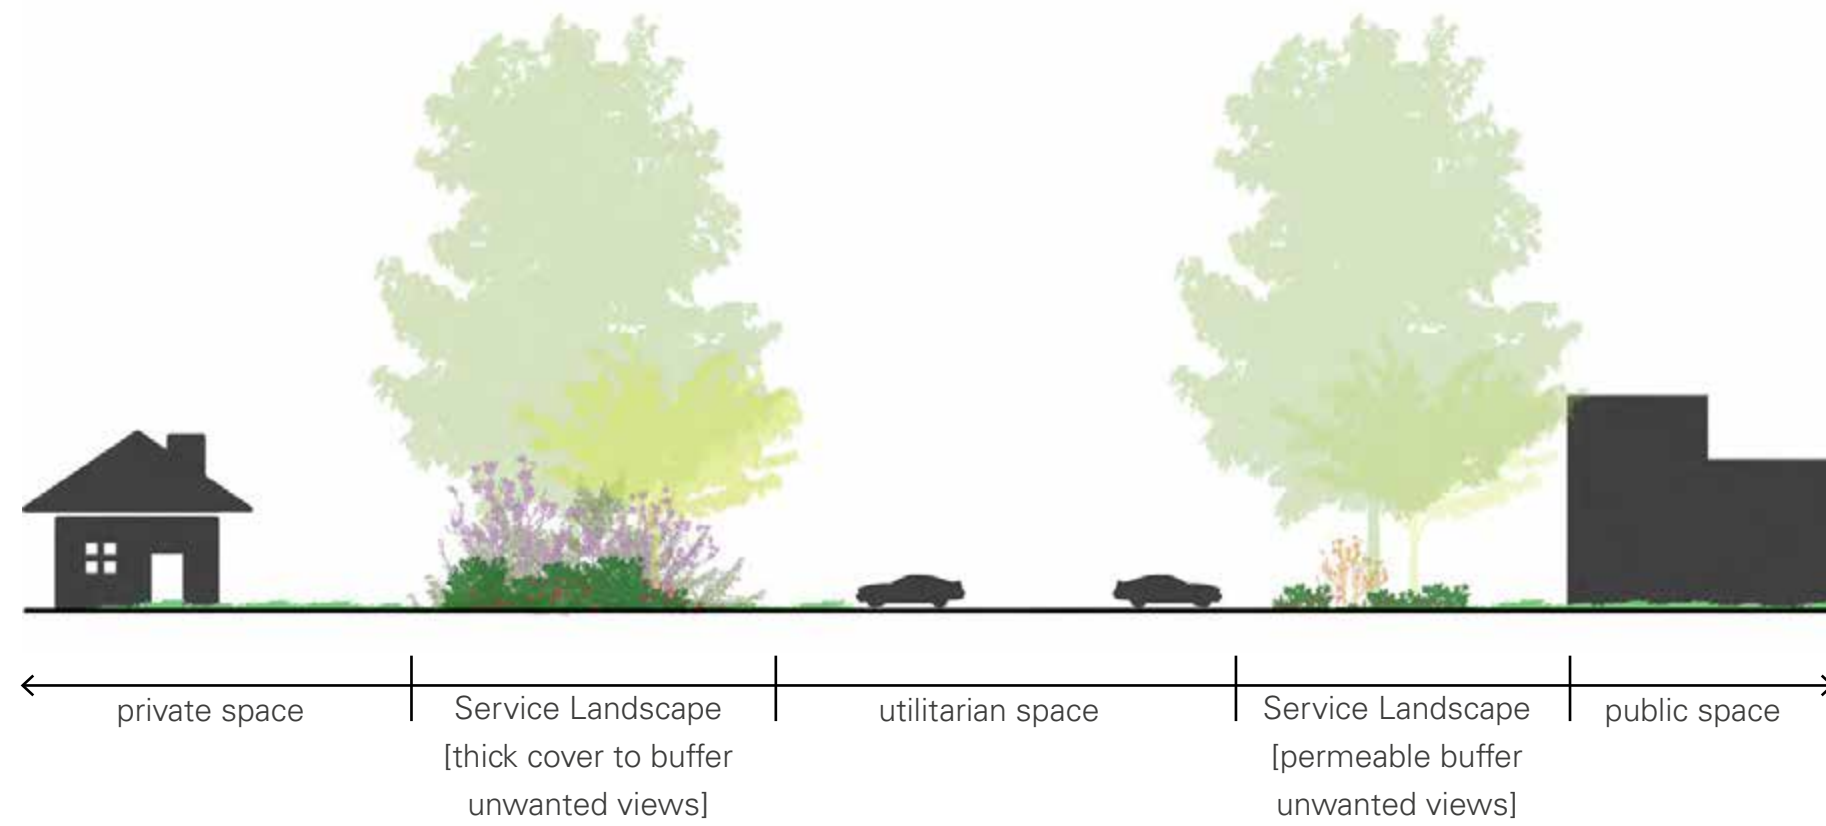 private space
Service Landscape
[thick cover to buffer
unwanted views]
utilitarian space
Service Landscape
[permeable buffer
unwanted views]
public space